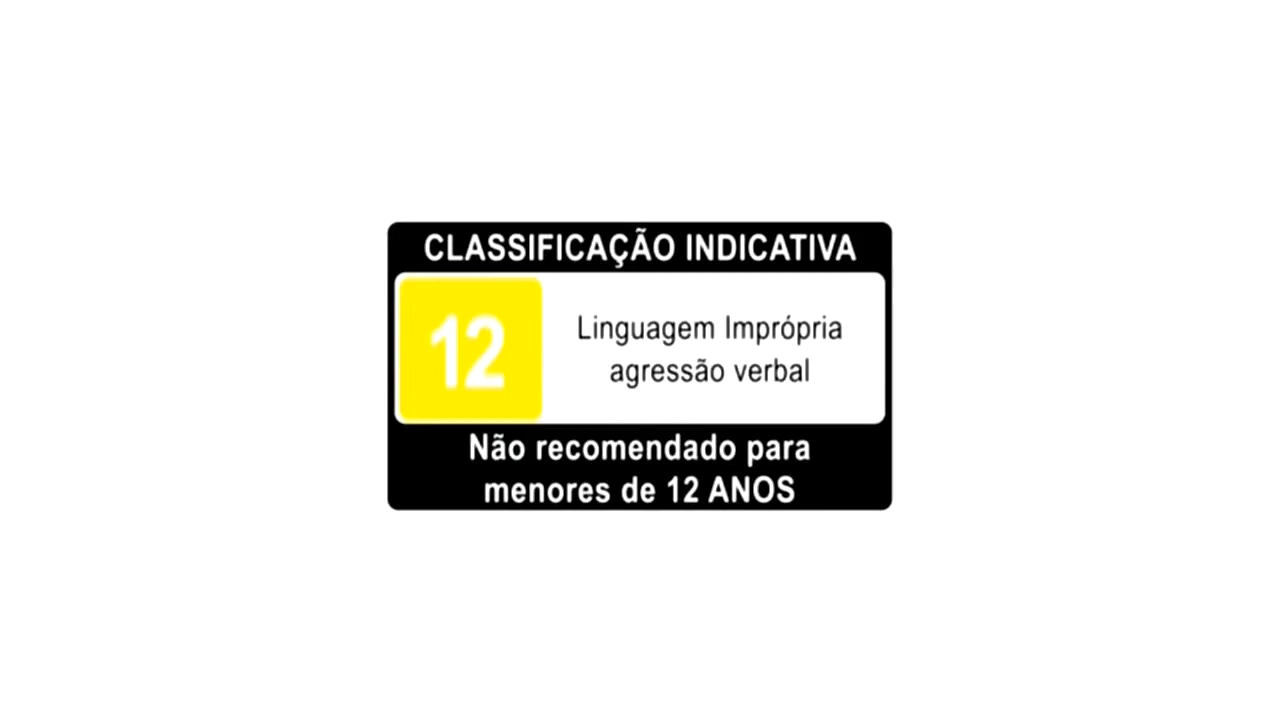 CLASSIFICAÇÃO INDICATIVA
12
Linguagem Imprópria
agressão verbal
Não recomendado para
menores de 12 ANOS